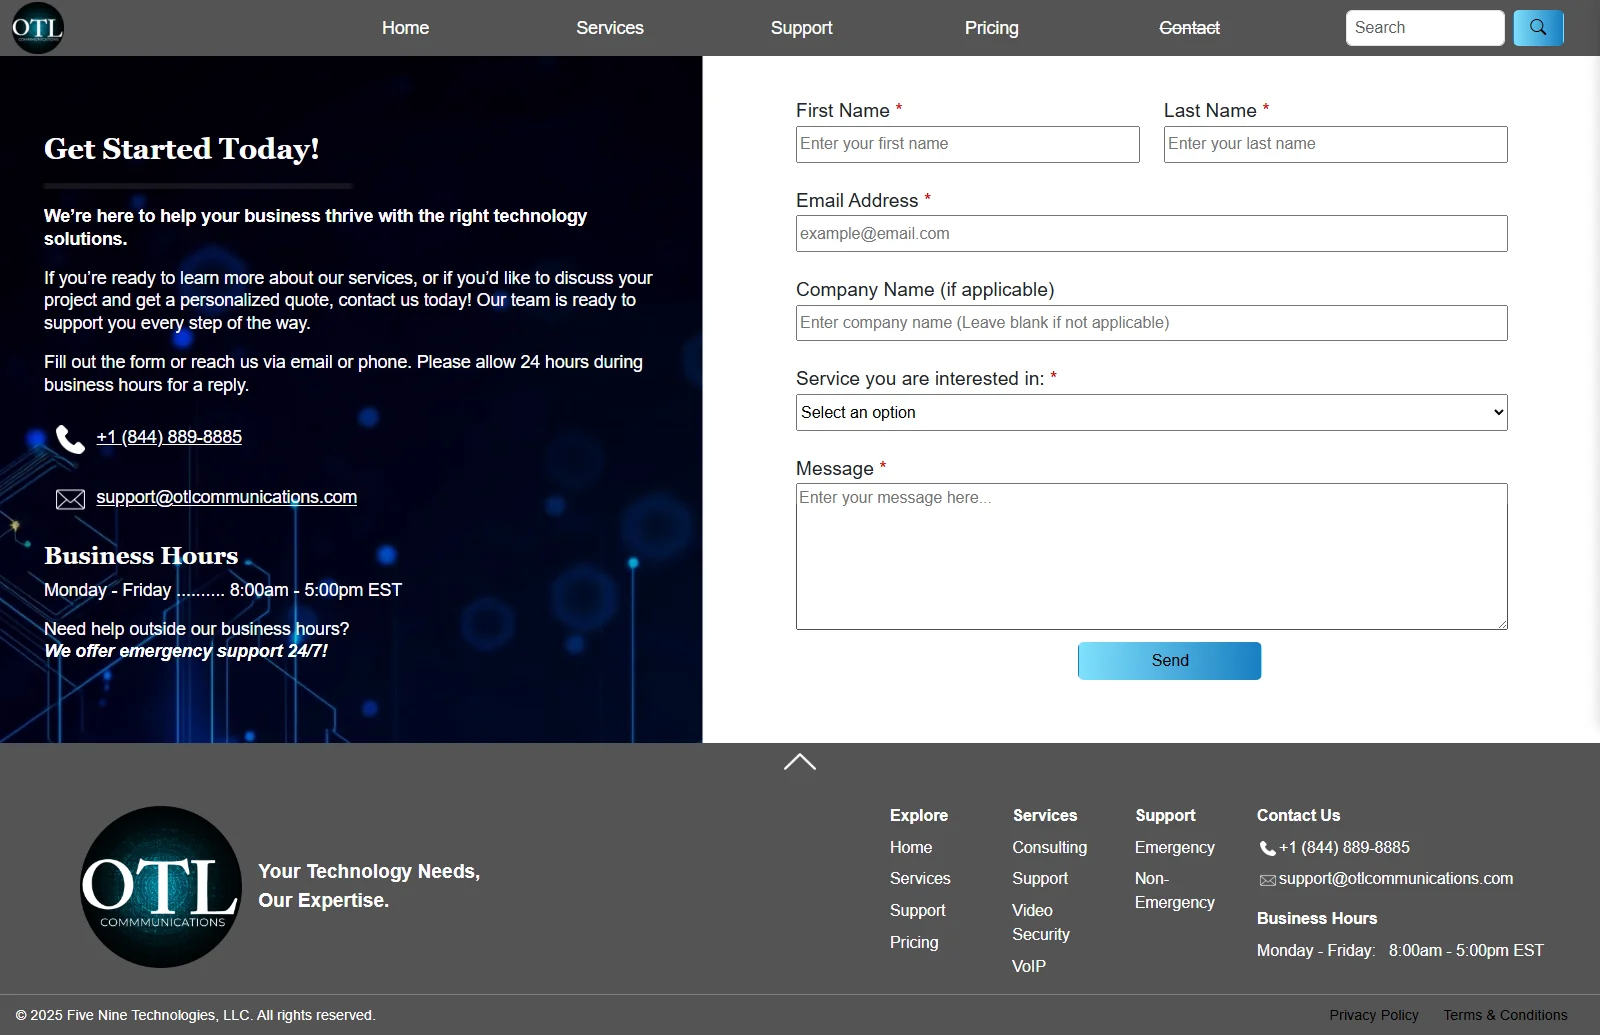 OTL
COMMMUNICATIONS
Home
Services
Support
Pricing
Contact
Search
Get Started Today!
We’re here to help your business thrive with the right technology
solutions.
If you’re ready to learn more about our services, or if you’d like to discuss your
project and get a personalized quote, contact us today! Our team is ready to
support you every step of the way.
Fill out the form or reach us via email or phone. Please allow 24 hours during
business hours for a reply.
+1 (844) 889-8885
support@otlcommunications.com
Business Hours
Monday - Friday .......... 8:00am - 5:00pm EST
Need help outside our business hours?
We offer emergency support 24/7!
First Name *
Enter your first name
Last Name *
Enter your last name
Email Address *
example@email.com
Company Name (if applicable)
Enter company name (Leave blank if not applicable)
Service you are interested in: *
Select an option
Message *
Enter your message here...
Send
OTL
COMMMUNICATIONS
Your Technology Needs,
Our Expertise.
Explore
Home
Services
Support
Pricing
Services
Consulting
Support
Video
Security
VoIP
Support
Emergency
Non-
Emergency
Contact Us
+1 (844) 889-8885
support@otlcommunications.com
Business Hours
Monday - Friday: 8:00am - 5:00pm EST
© 2025 Five Nine Technologies, LLC. All rights reserved.
Privacy Policy
Terms & Conditions